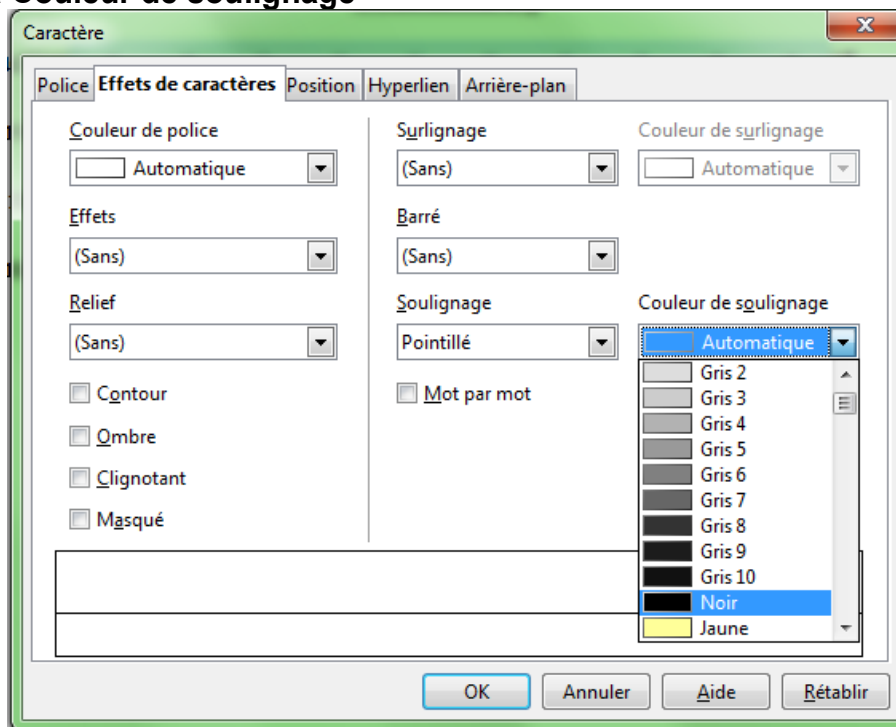 Couleur de soulignage
Caractère
Police Effets de caractères Position Hyperlien Arrière-plan
Couleur de police Surlignage Couleur de surlignage
Automatique (Sans) Automatique
Effets Barré
(Sans) (Sans)
Relief Soulignage Couleur de soulignage
(Sans) Pointillé Automatique
Contour Mot par mot
Ombre
Clignotant
Masqué
Gris 2
Gris 3
Gris 4
Gris 5
Gris 6
Gris 7
Gris 8
Gris 9
Gris 10
Noir
Jaune
OK Annuler Aide Rétablir